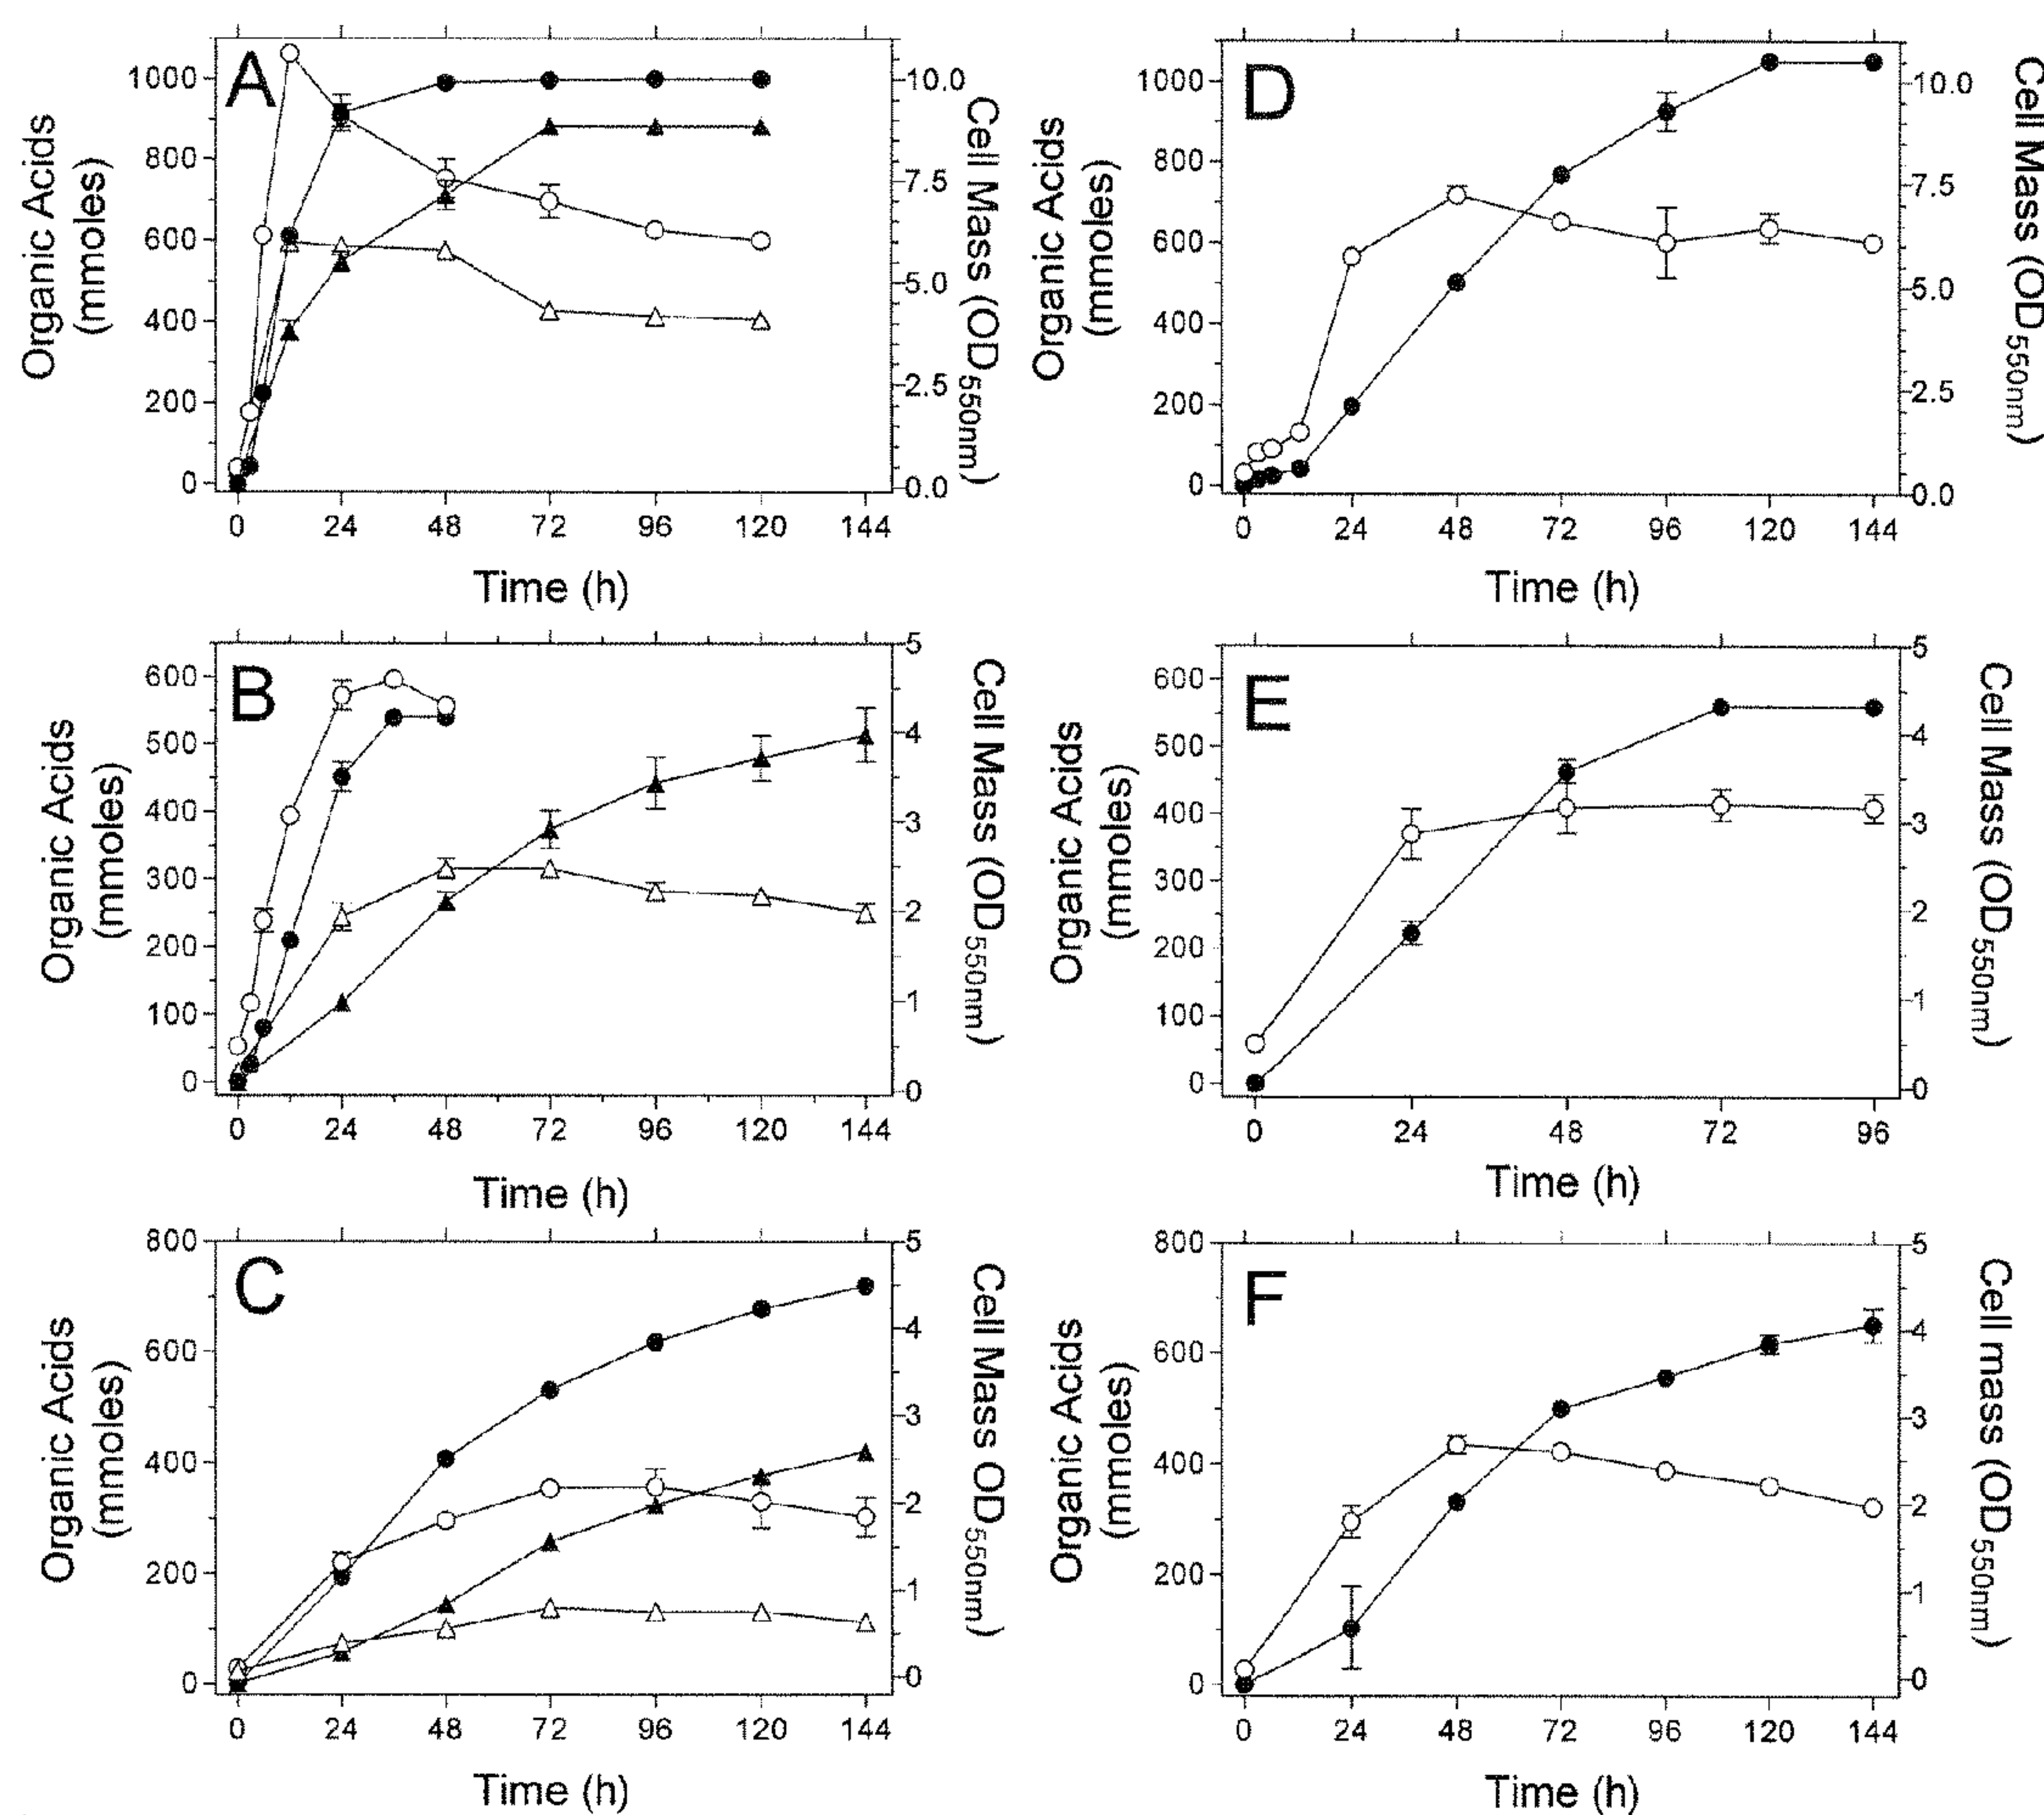 A
Organic Acids
(mmoles)
1000
800
600
400
200
0
10.0
7.5
5.0
2.5
0.0
Cell Mass (OD550nm)
0 24 48 72 96 120 144
Time (h)
D
Organic Acids
(mmoles)
1000
800
600
400
200
0
10.0
7.5
5.0
2.5
0.0
Cell Mass (OD550nm)
0 24 48 72 96 120 144
Time (h)
B
Organic Acids
(mmoles)
600
500
400
300
200
100
0
5
4
3
2
1
0
Cell Mass (OD550nm)
0 24 48 72 96 120 144
Time (h)
E
Organic Acids
(mmoles)
600
500
400
300
200
100
0
5
4
3
2
1
0
Cell Mass (OD550nm)
0 24 48 72 96
Time (h)
C
Organic Acids
(mmoles)
800
600
400
200
0
5
4
3
2
1
0
Cell Mass OD550nm)
0 24 48 72 96 120 144
Time (h)
F
Organic Acids
(mmoles)
800
600
400
200
0
5
4
3
2
1
0
Cell mass (OD550nm)
0 24 48 72 96 120 144
Time (h)